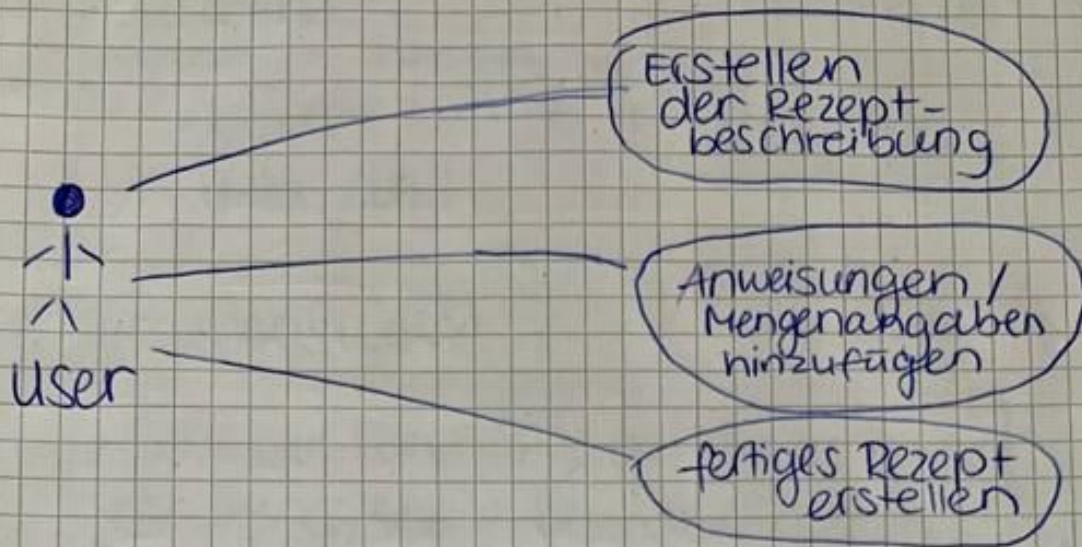 Erstellen
der Rezept-
beschreibung
Anweisungen /
Mengenangaben
hinzufügen
user
fertiges Rezept
erstellen